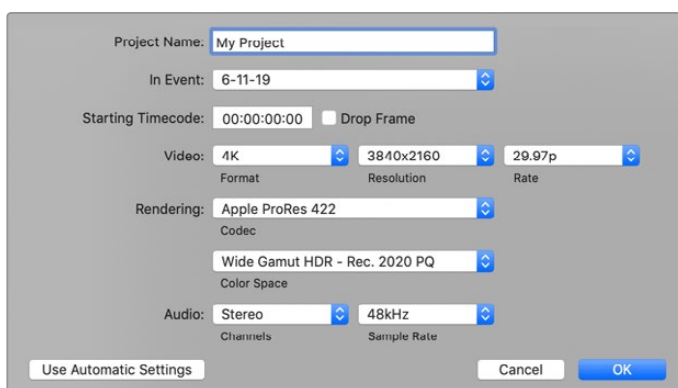 Project Name: My Project
In Event: 6-11-19
Starting Timecode: 00:00:00:00 Drop Frame
Video: 4K 3840x2160 29.97p
Format Resolution Rate
Rendering: Apple ProRes 422
Codec
Wide Gamut HDR - Rec. 2020 PQ
Color Space
Audio: Stereo 48kHz
Channels Sample Rate
Use Automatic Settings Cancel OK